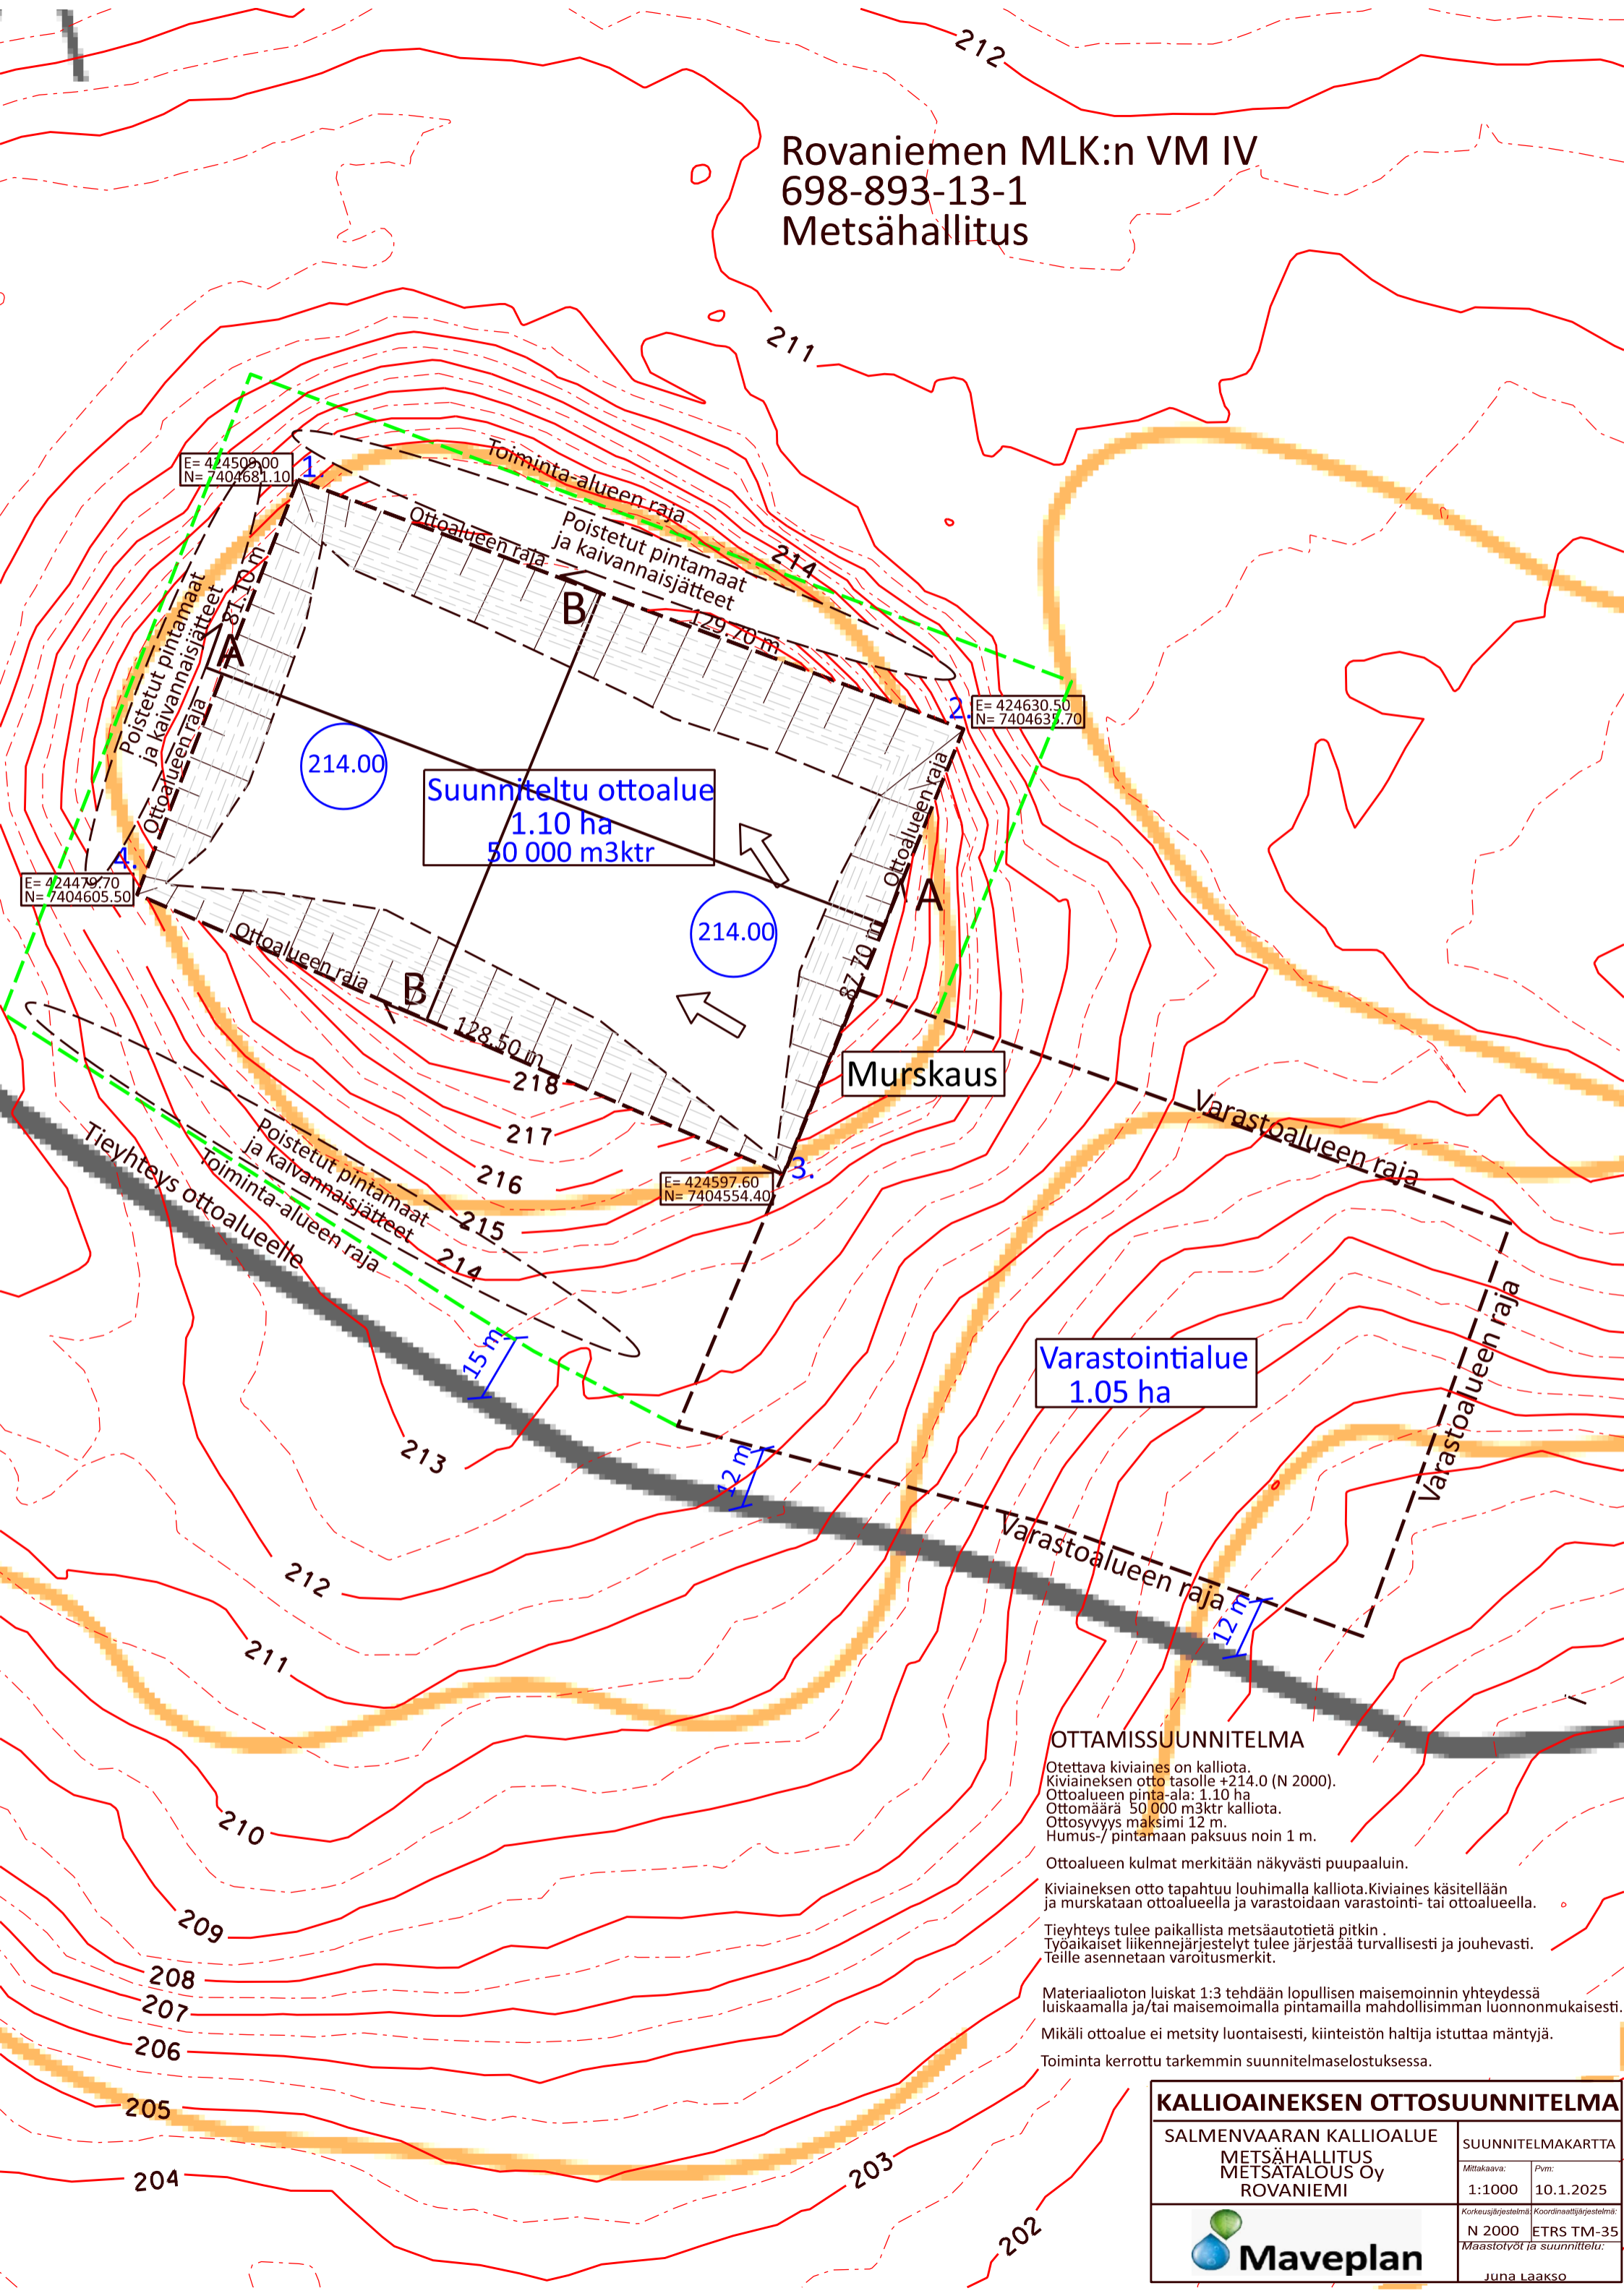 212
Rovaniemen MLK:n VM IV
698-893-13-1
Metsähallitus
211
E= 424509.00
N= 7404681.10
1.
Toiminta-alueen raja
Ottoalueen raja
Poistetut pintamaat
ja kaivannaisjätteet
214
129.70 m
B
81.10 m
Poistetut pintamaat
ja kaivannaisjätteet
A
Ottoalueen raja
2.
E= 424630.50
N= 7404635.70
214.00
Suunniteltu ottoalue
1.10 ha
50 000 m3ktr
Ottoalueen raja
A
4.
E= 424479.70
N= 7404605.50
214.00
87.70 m
Ottoalueen raja
B
128.50 m
218
217
216
215
214
Murskaus
Varastoalueen raja
3.
E= 424597.60
N= 7404554.40
Tieyhteys ottoalueelle
Poistetut pintamaat
ja kaivannaisjätteet
Toiminta-alueen raja
15 m
Varastointialue
1.05 ha
Varastoalueen raja
213
12 m
Varastoalueen raja
12 m
212
211
210
209
208
207
206
205
204
203
202
OTTAMISSUUNNITELMA
Otettava kiviaines on kalliota.
Kiviaineksen otto tasolle +214.0 (N 2000).
Ottoalueen pinta-ala: 1.10 ha
Ottomäärä 50 000 m3ktr kalliota.
Ottosyvyys maksimi 12 m.
Humus-/ pintamaan paksuus noin 1 m.
Ottoalueen kulmat merkitään näkyvästi puupaaluin.
Kiviaineksen otto tapahtuu louhimalla kalliota.Kiviaines käsitellään
ja murskataan ottoalueella ja varastoidaan varastointi- tai ottoalueella.
Tieyhteys tulee paikallista metsäautotietä pitkin .
Työaikaiset liikennejärjestelyt tulee järjestää turvallisesti ja jouhevasti.
Teille asennetaan varoitusmerkit.
Materiaalioton luiskat 1:3 tehdään lopullisen maisemoinnin yhteydessä
luiskaamalla ja/tai maisemoimalla pintamailla mahdollisimman luonnonmukaisesti.
Mikäli ottoalue ei metsity luontaisesti, kiinteistön haltija istuttaa mäntyjä.
Toiminta kerrottu tarkemmin suunnitelmaselostuksessa.
KALLIOAINEKSEN OTTOSUUNNITELMA
SALMENVAARAN KALLIOALUE
METSÄHALLITUS
METSÄTALOUS Oy
ROVANIEMI
SUUNNITELMAKARTTA
Mittakaava: Pvm:
1:1000 10.1.2025
Korkeusjärjestelmä: Koordinaattijärjestelmä:
N 2000 ETRS TM-35
Maastotyöt ja suunnittelu:
Juha Laakso
Maveplan